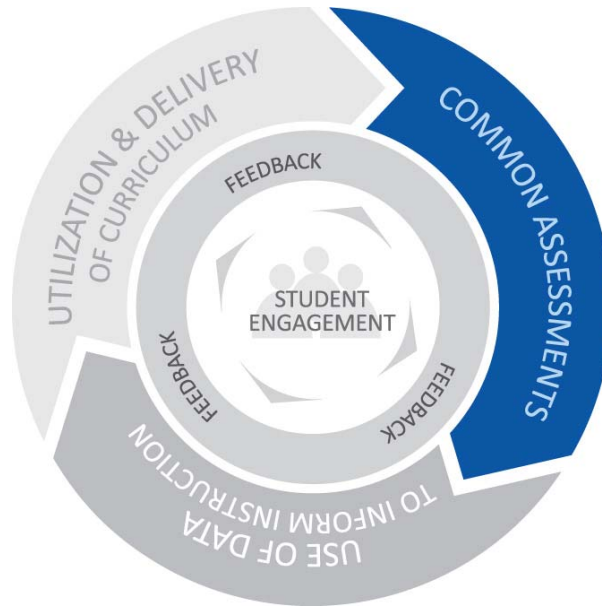 UTILIZATION & DELIVERY
OF CURRICULUM
COMMON ASSESSMENTS
USE OF DATA
TO INFORM INSTRUCTION
FEEDBACK
FEEDBACK
FEEDBACK
STUDENT
ENGAGEMENT